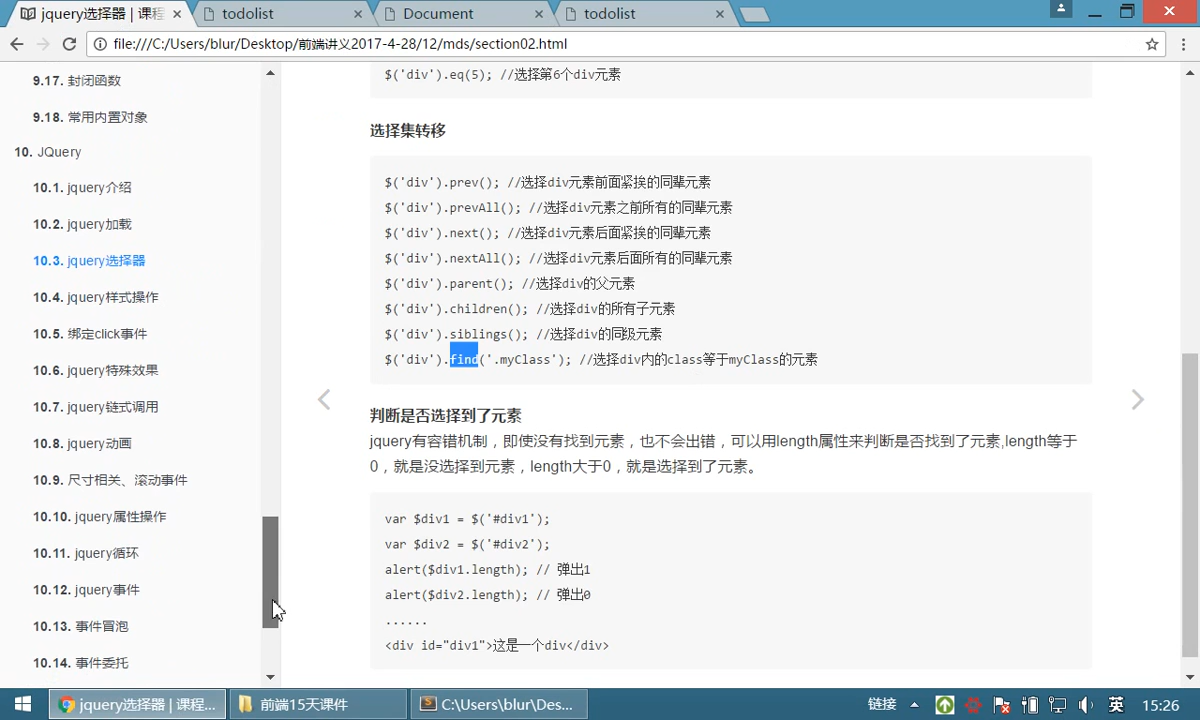 jquery选择器 | 课程
todolist
Document
todolist
file:///C:/Users/blur/Desktop/前端讲义2017-4-28/12/mds/section02.html
9.17. 封闭函数
9.18. 常用内置对象
10. JQuery
10.1. jquery介绍
10.2. jquery加载
10.3. jquery选择器
10.4. jquery样式操作
10.5. 绑定click事件
10.6. jquery特殊效果
10.7. jquery链式调用
10.8. jquery动画
10.9. 尺寸相关、滚动事件
10.10. jquery属性操作
10.11. jquery循环
10.12. jquery事件
10.13. 事件冒泡
10.14. 事件委托
$('div').eq(5); //选择第6个div元素
选择集转移
$('div').prev(); //选择div元素前面紧挨的同辈元素
$('div').prevAll(); //选择div元素之前所有的同辈元素
$('div').next(); //选择div元素后面紧挨的同辈元素
$('div').nextAll(); //选择div元素后面所有的同辈元素
$('div').parent(); //选择div的父元素
$('div').children(); //选择div的所有子元素
$('div').siblings(); //选择div的同级元素
$('div').find('.myClass'); //选择div内的class等于myClass的元素
判断是否选择到了元素
jquery有容错机制，即使没有找到元素，也不会出错，可以用length属性来判断是否找到了元素,length等于
0，就是没选择到元素，length大于0，就是选择到了元素。
var $div1 = $('#div1');
var $div2 = $('#div2');
alert($div1.length); // 弹出1
alert($div2.length); // 弹出0
......
<div id="div1">这是一个div</div>
jquery选择器 | 课程...
前端15天课件
C:\Users\blur\Des...
链接
英
15:26